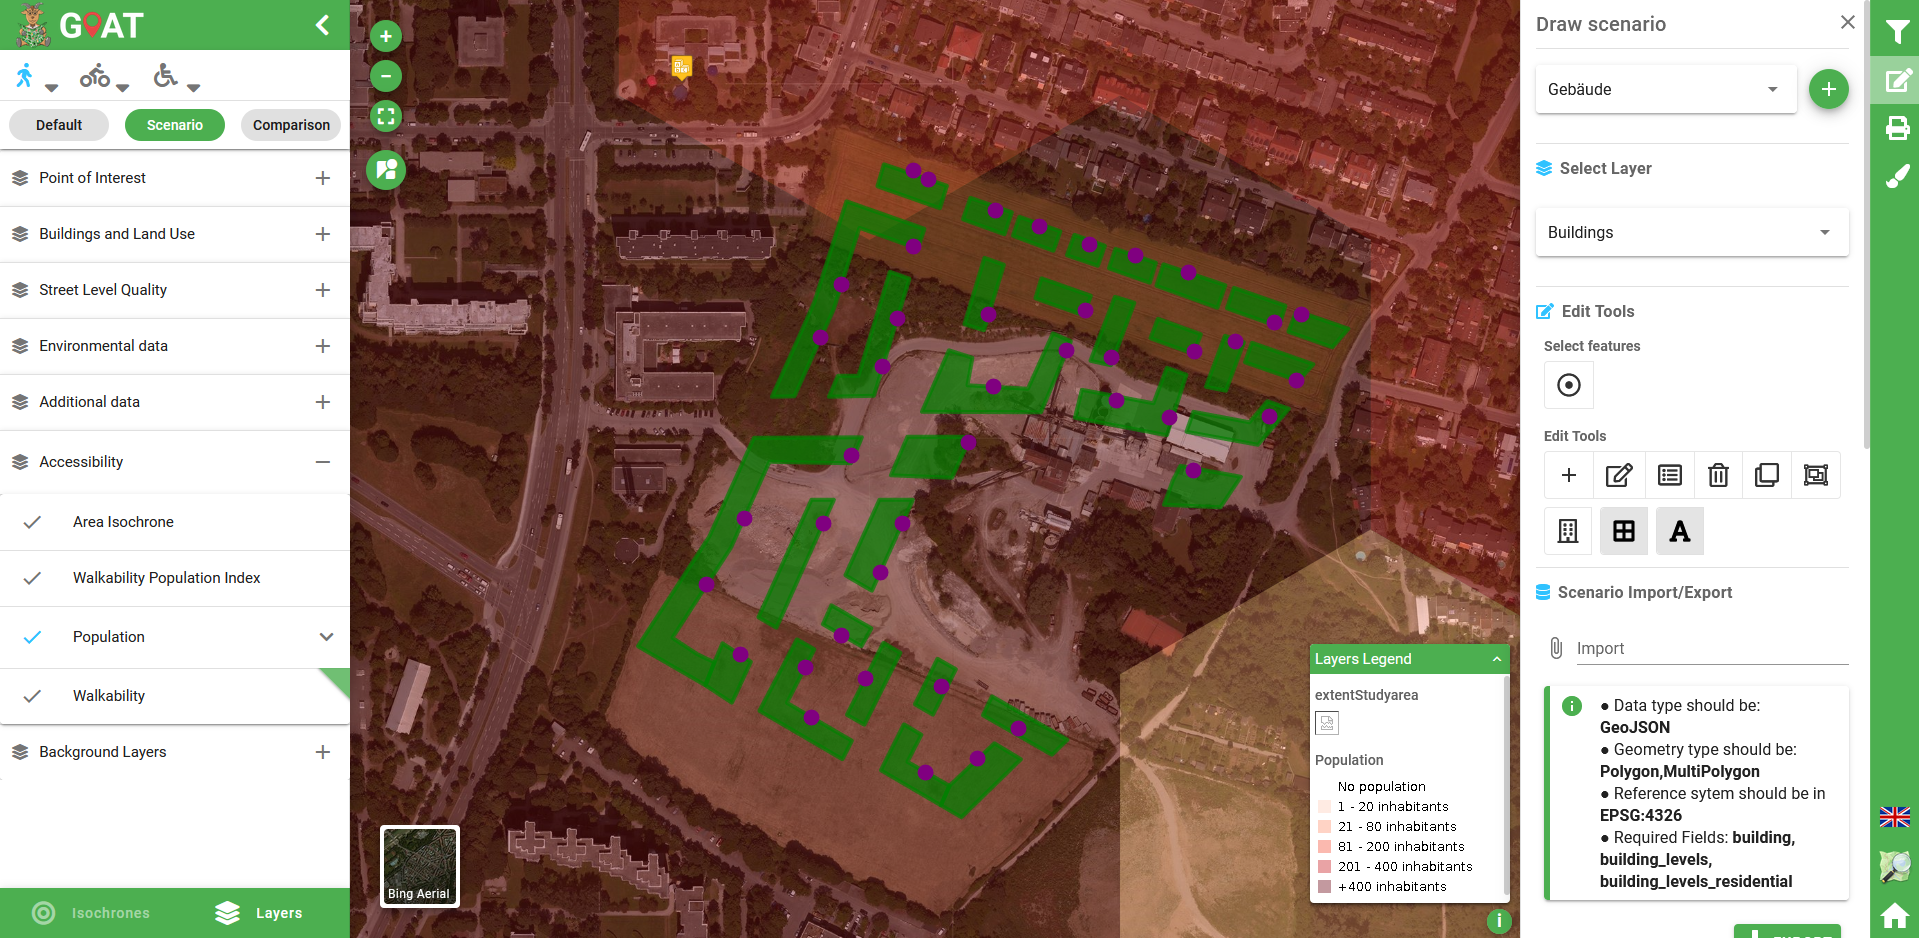 GOAT
Default
Scenario
Comparison
Point of Interest
Buildings and Land Use
Street Level Quality
Environmental data
Additional data
Accessibility
Area Isochrone
Walkability Population Index
Population
Walkability
Background Layers
Isochrones
Layers
Bing Aerial
Layers Legend
extentStudyarea
Population
No population
1 - 20 inhabitants
21 - 80 inhabitants
81 - 200 inhabitants
201 - 400 inhabitants
+400 inhabitants
Draw scenario
Gebäude
Select Layer
Buildings
Edit Tools
Select features
Edit Tools
A
Scenario Import/Export
Import
● Data type should be:
GeoJSON
● Geometry type should be:
Polygon,MultiPolygon
● Reference sytem should be in
EPSG:4326
● Required Fields: building,
building_levels,
building_levels_residential